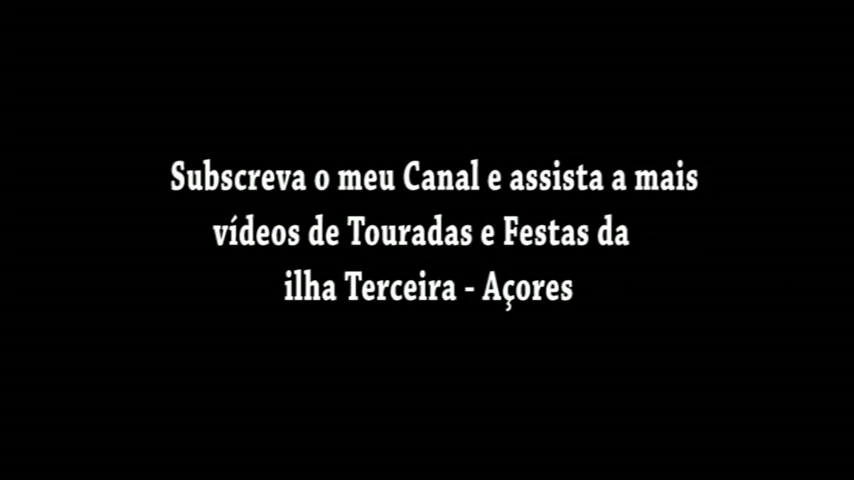 Subscreva o meu Canal e assista a mais
vídeos de Touradas e Festas da
ilha Terceira - Açores